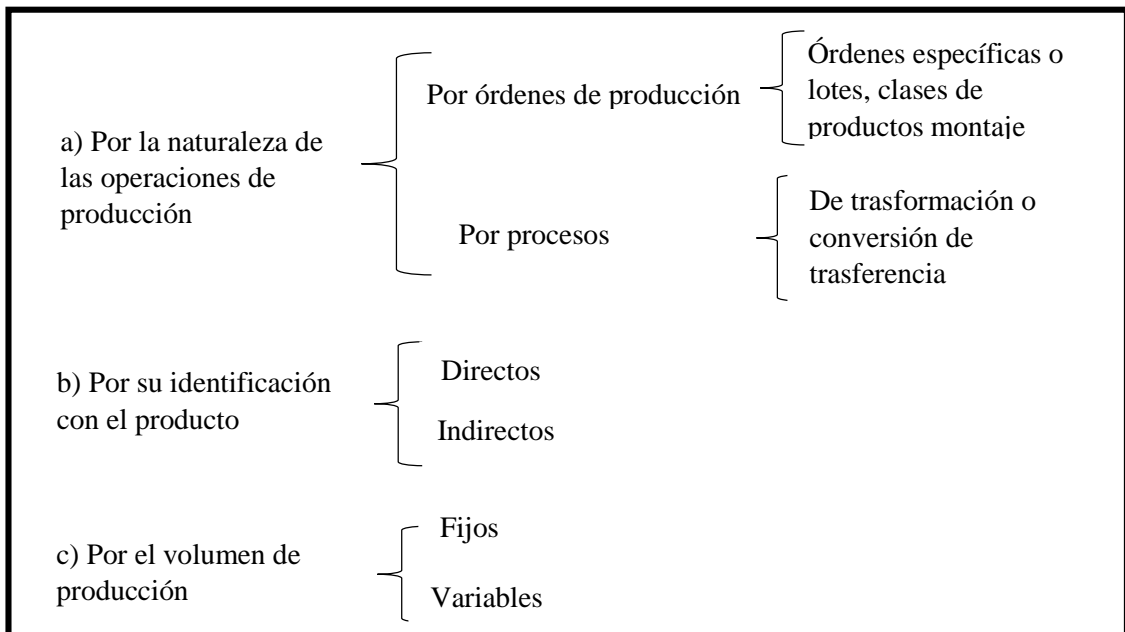 a) Por la naturaleza de
las operaciones de
producción
Por órdenes de producción
Órdenes específicas o
lotes, clases de
productos montaje
Por procesos
De trasformación o
conversión de
trasferencia
b) Por su identificación
con el producto
Directos
Indirectos
c) Por el volumen de
producción
Fijos
Variables